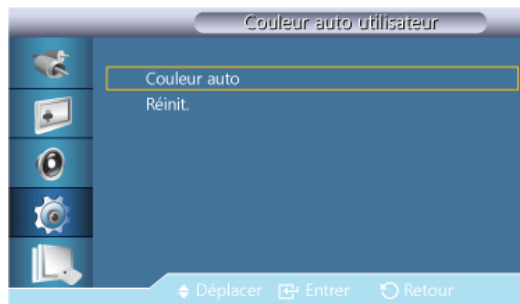 Couleur auto utilisateur
Couleur auto
Réinit.
Déplacer Entrer Retour